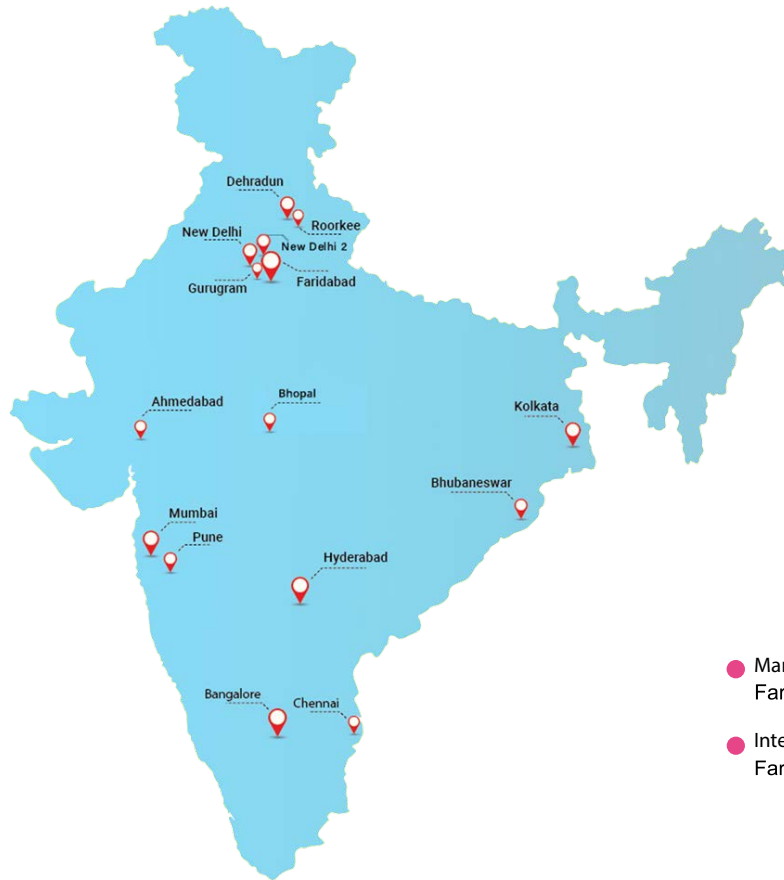 Dehradun
Roorkee
New Delhi
New Delhi 2
Gurugram
Faridabad
Ahmedabad
Bhopal
Kolkata
Bhubaneswar
Mumbai
Pune
Hyderabad
Bangalore
Chennai